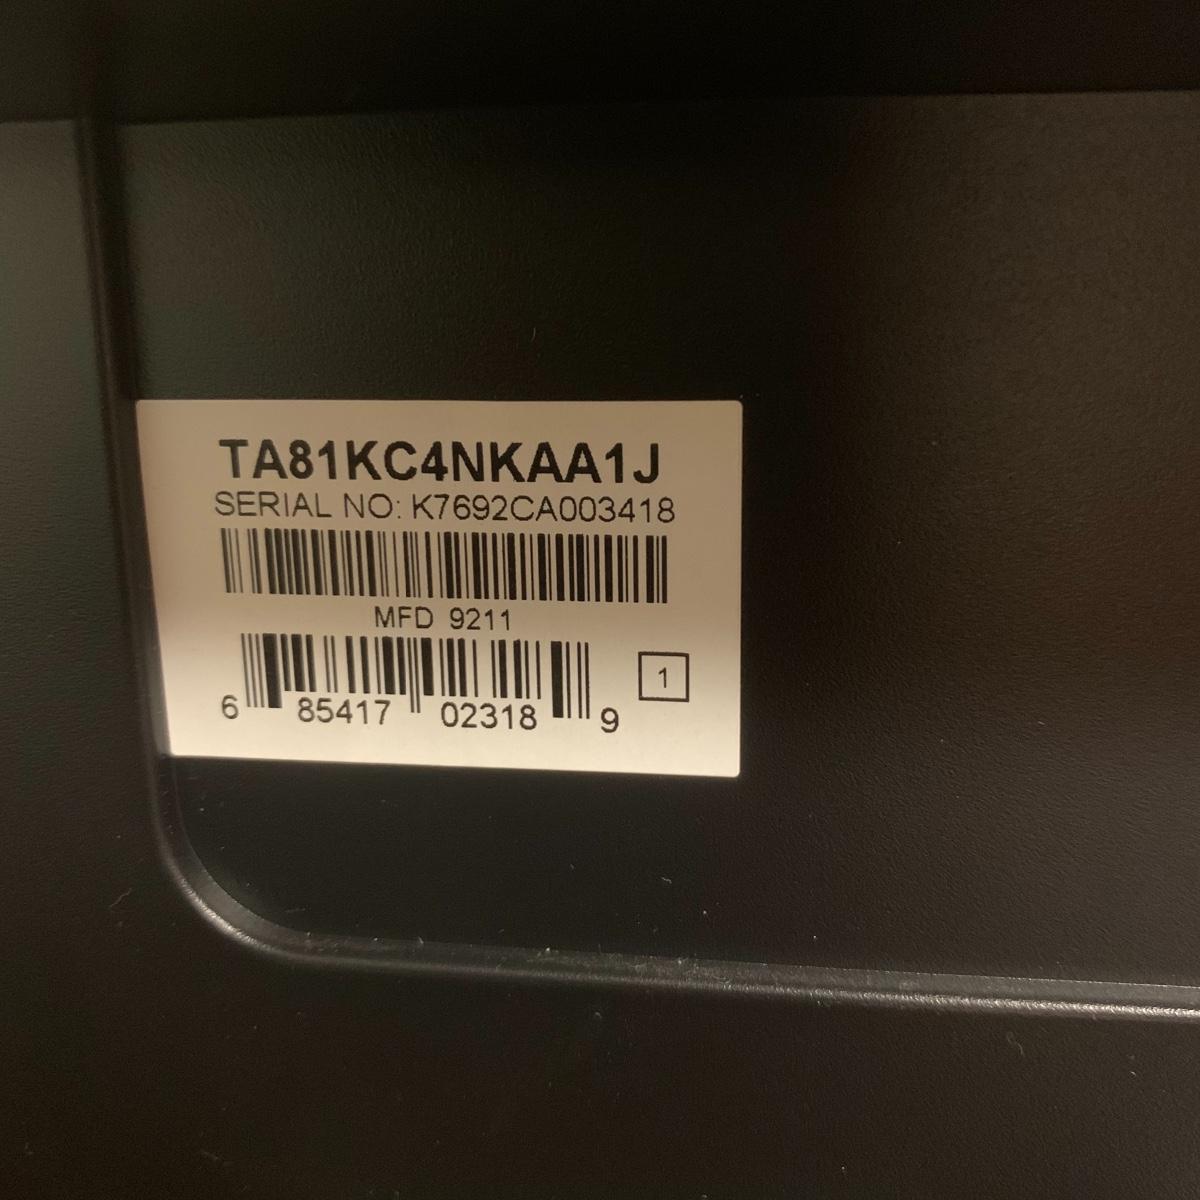 TA81KC4NKAA1J
SERIAL NO: K7692CA003418
MFD 9211
1
6 85417 02318 9